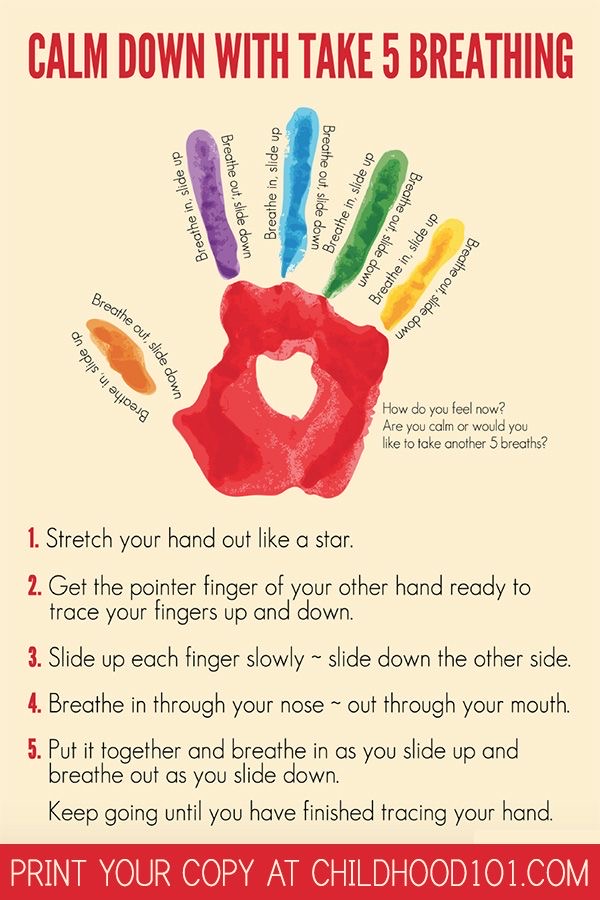 CALM DOWN WITH TAKE 5 BREATHING
Breathe in, slide up
Breathe out, slide down
Breathe in, slide up
Breathe out, slide down
Breathe in, slide up
Breathe out, slide down
Breathe in, slide up
Breathe out, slide down
Breathe in, slide up
Breathe out, slide down
How do you feel now?
Are you calm or would you
like to take another 5 breaths?
1. Stretch your hand out like a star.
2. Get the pointer finger of your other hand ready to
trace your fingers up and down.
3. Slide up each finger slowly ~ slide down the other side.
4. Breathe in through your nose ~ out through your mouth.
5. Put it together and breathe in as you slide up and
breathe out as you slide down.
Keep going until you have finished tracing your hand.
PRINT YOUR COPY AT CHILDHOOD101.COM